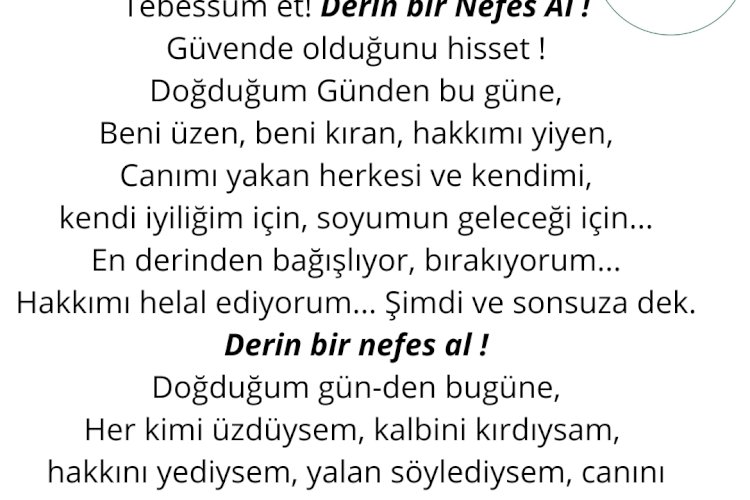 Tebessüm et! Derin bir Nefes Al !
Güvende olduğunu hisset !
Doğduğum Günden bu güne,
Beni üzen, beni kıran, hakkımı yiyen,
Canımı yakan herkesi ve kendimi,
kendi iyiliğim için, soyumun geleceği için...
En derinden bağışlıyor, bırakıyorum...
Hakkımı helal ediyorum... Şimdi ve sonsuza dek.
Derin bir nefes al !
Doğduğum gün-den bugüne,
Her kimi üzdüysem, kalbini kırdıysam,
hakkını yediysem, yalan söylediysem, canını